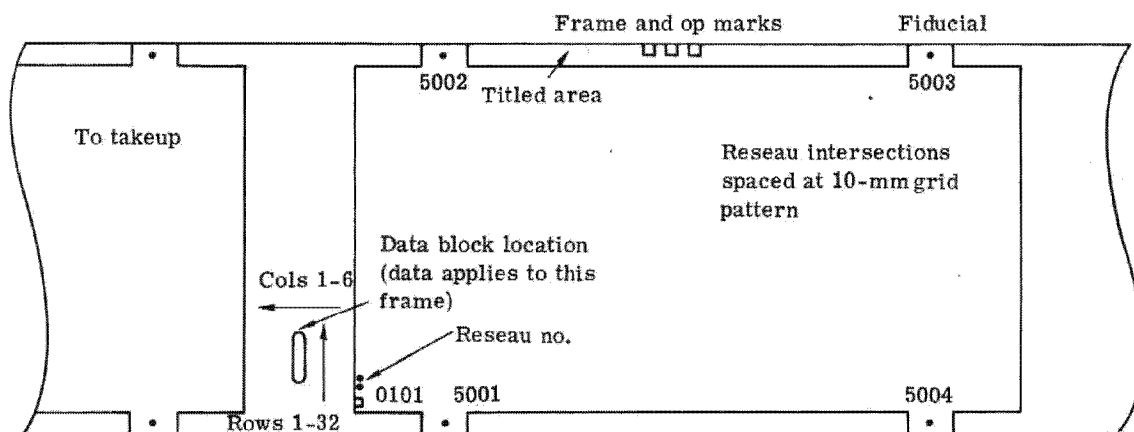 Frame and op marks
Fiducial
5002
5003
Titled area
To takeup
Reseau intersections
spaced at 10-mm grid
pattern
Data block location
(data applies to this
frame)
Cols 1-6
Reseau no.
0101
5001
5004
Rows 1-32